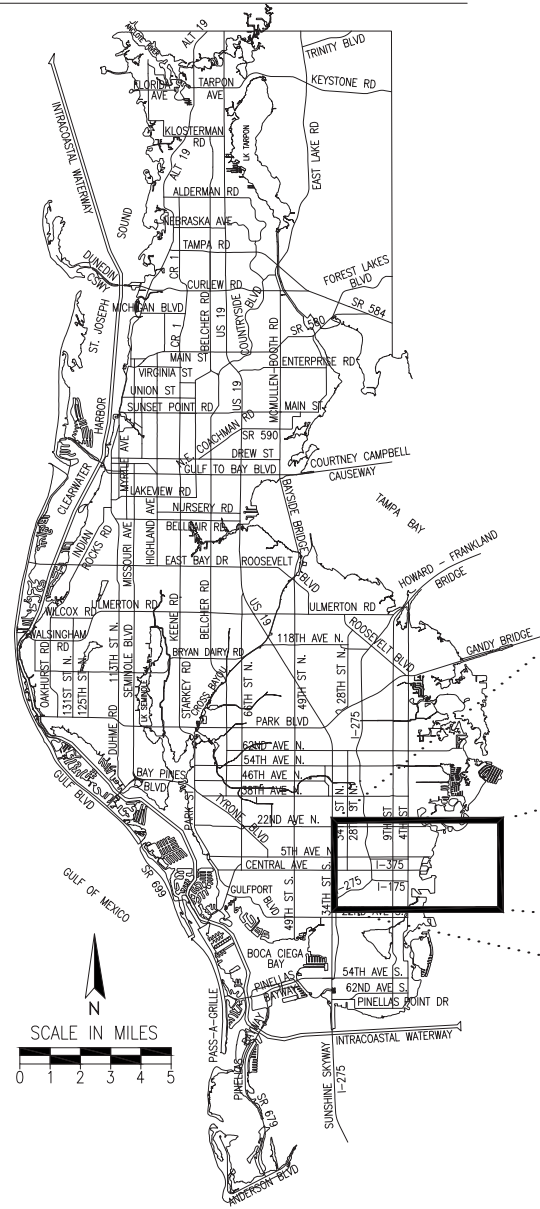 ALT 19
TRINITY BLVD
FLORIDA AVE
TARPON AVE
KEYSTONE RD
INTRACOASTAL WATERWAY
KLOSTERMAN RD
ALT 19
LK TARPON
EAST LAKE RD
ALDERMAN RD
NEBRASKA AVE
SOUND
TAMPA RD
CR 1
DUNEDIN CSWY
CURLEW RD
FOREST LAKES BLVD
MICHIGAN BLVD
BELCHER RD
US 19
COUNTRYSIDE BLVD
SR 584
ST. JOSEPH
CR 1
SR 580
MCMULLEN-BOOTH RD
MAIN ST
ENTERPRISE RD
VIRGINIA ST
UNION ST
US 19
SUNSET POINT RD
MAIN ST
HARBOR
N.E. COACHMAN RD
SR 590
DREW ST
GULF TO BAY BLVD
COURTNEY CAMPBELL CAUSEWAY
CLEARWATER
MYRTLE AVE
LAKEVIEW RD
HIGHLAND AVE
NURSERY RD
BAYSIDE BRIDGE
TAMPA BAY
INDIAN ROCKS RD
MISSOURI AVE
BELLEAIR RD
EAST BAY DR
ROOSEVELT BLVD
HOWARD - FRANKLAND BRIDGE
WILCOX RD
ULMERTON RD
KEENE RD
BELCHER RD
US 19
ULMERTON RD
WALSINGHAM RD
118TH AVE N.
ROOSEVELT BLVD
GANDY BRIDGE
OAKHURST RD
131ST ST N.
125TH ST N.
113TH ST N.
SEMINOLE BLVD
BRYAN DAIRY RD
STARKEY RD
CROSS BAYOU
66TH ST N.
49TH ST N.
28TH ST N.
I-275
LK SEMINOLE
DUHME RD
PARK BLVD
62ND AVE N.
54TH AVE N.
46TH AVE N.
38TH AVE N.
BAY PINES BLVD
GULF BLVD
PARK ST
TYRONE BLVD
22ND AVE N.
34TH ST N.
28TH ST N.
9TH ST
4TH ST
5TH AVE N.
CENTRAL AVE
I-375
I-275
I-175
SR 699
GULFPORT BLVD
49TH ST S.
34TH ST S.
22ND AVE S.
GULF OF MEXICO
BOCA CIEGA BAY
54TH AVE S.
62ND AVE S.
PINELLAS BAYWAY
PINELLAS POINT DR
N
SCALE IN MILES
0 1 2 3 4 5
PASS-A-GRILLE
PINELLAS BAYWAY
INTRACOASTAL WATERWAY
SUNSHINE SKYWAY
I-275
SR 679
ANDERSON BLVD